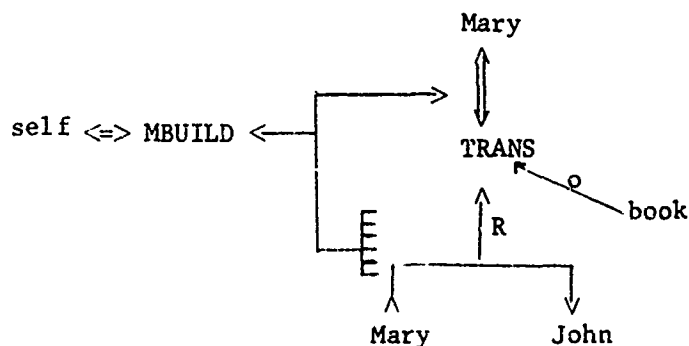 Mary
self <=> MBUILD
TRANS
o
book
R
Mary John